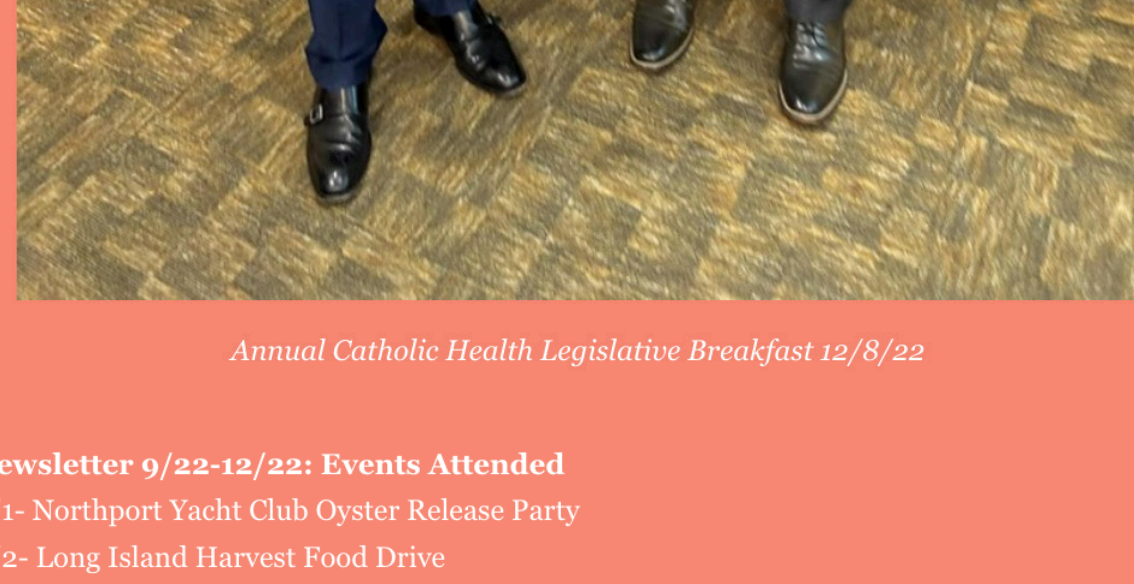 Annual Catholic Health Legislative Breakfast 12/8/22
ewsletter 9/22-12/22: Events Attended
1- Northport Yacht Club Oyster Release Party
2- Long Island Harvest Food Drive